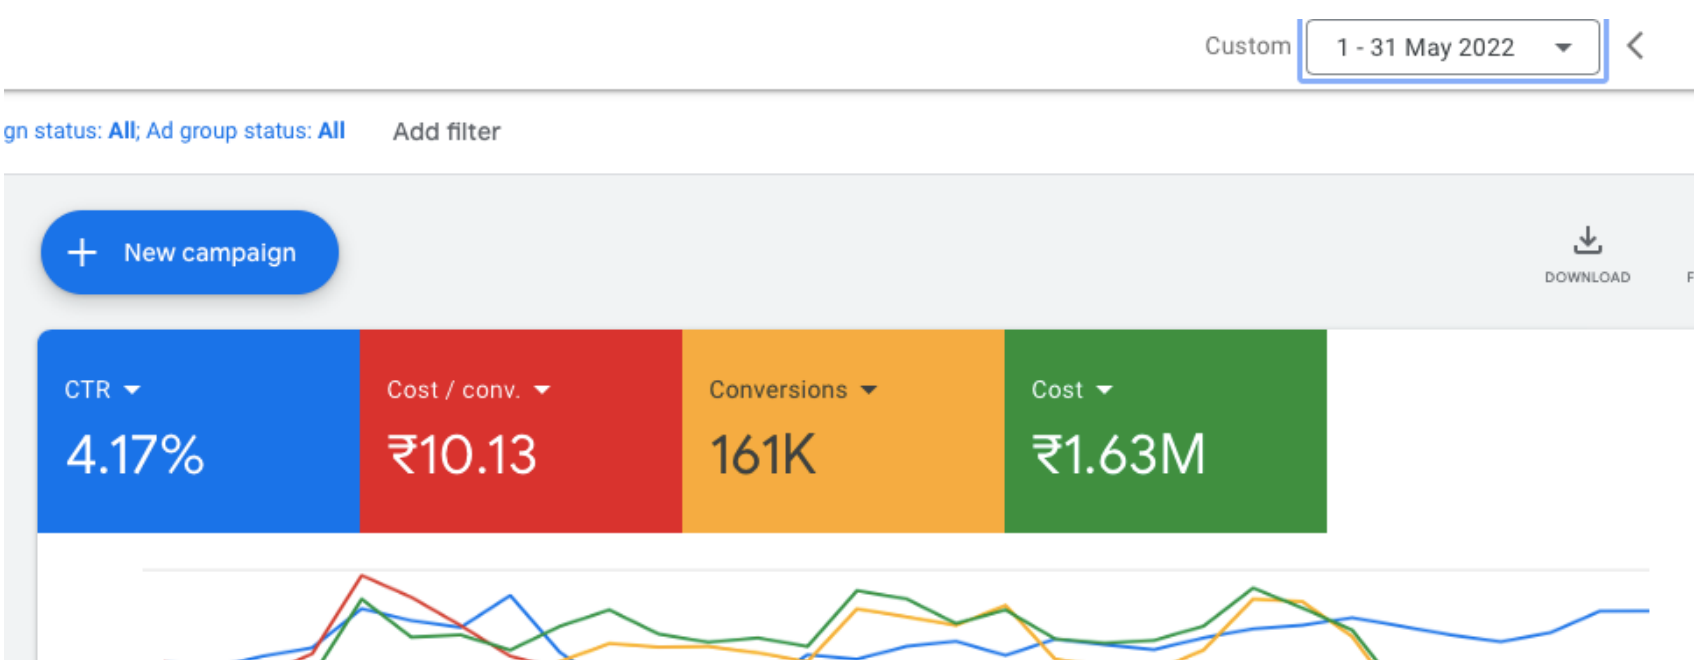 Custom 1 - 31 May 2022
gn status: All; Ad group status: All Add filter
New campaign
DOWNLOAD
CTR Cost / conv. Conversions Cost
4.17% ₹10.13 161K ₹1.63M